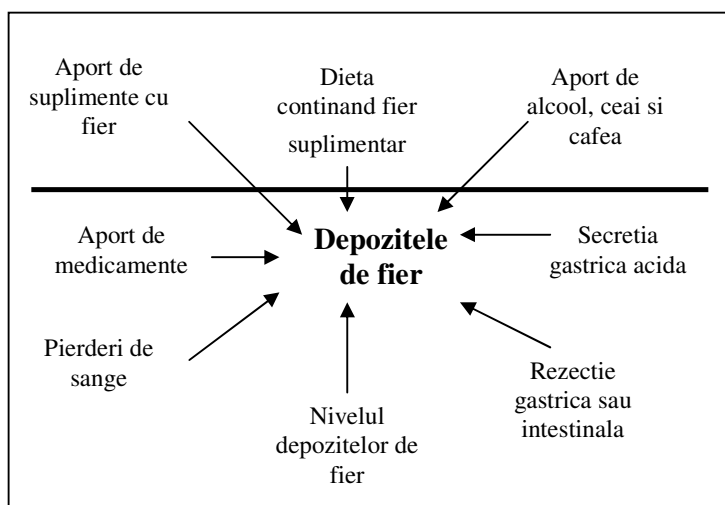 Aport de
suplimente cu
fier
Dieta
continand fier
suplimentar
Aport de
alcool, ceai si
cafea
Aport de
medicamente
Depozitele
de fier
Secretia
gastrica acida
Pierderi de
sange
Nivelul
depozitelor de
fier
Rezectie
gastrica sau
intestinala